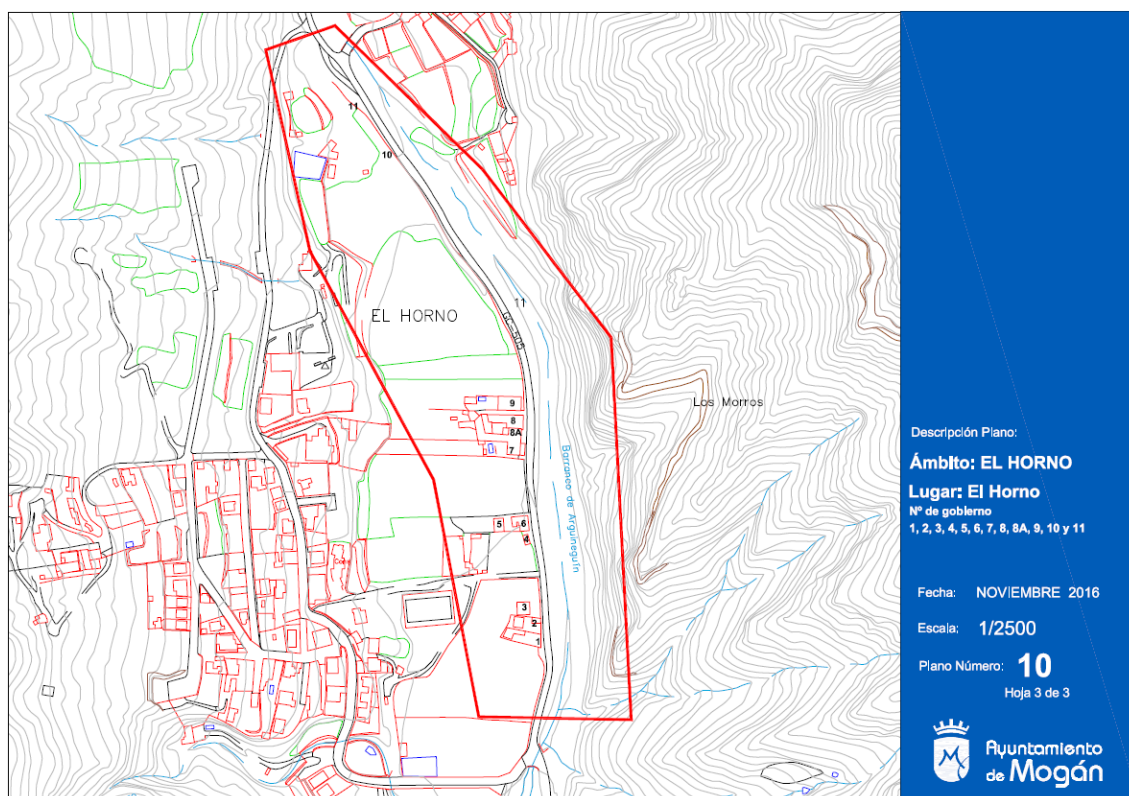 11
10
EL HORNO
11
GC-505
9
8
8A
7
Los Morros
Barranco de Arguineguín
5
6
4
3
2
1
Descripción Plano:
Ámbito: EL HORNO
Lugar: El Horno
Nº de gobierno
1, 2, 3, 4, 5, 6, 7, 8, 8A, 9, 10 y 11
Fecha: NOVIEMBRE 2016
Escala: 1/2500
Plano Número: 10
Hoja 3 de 3
Ayuntamiento
de Mogán